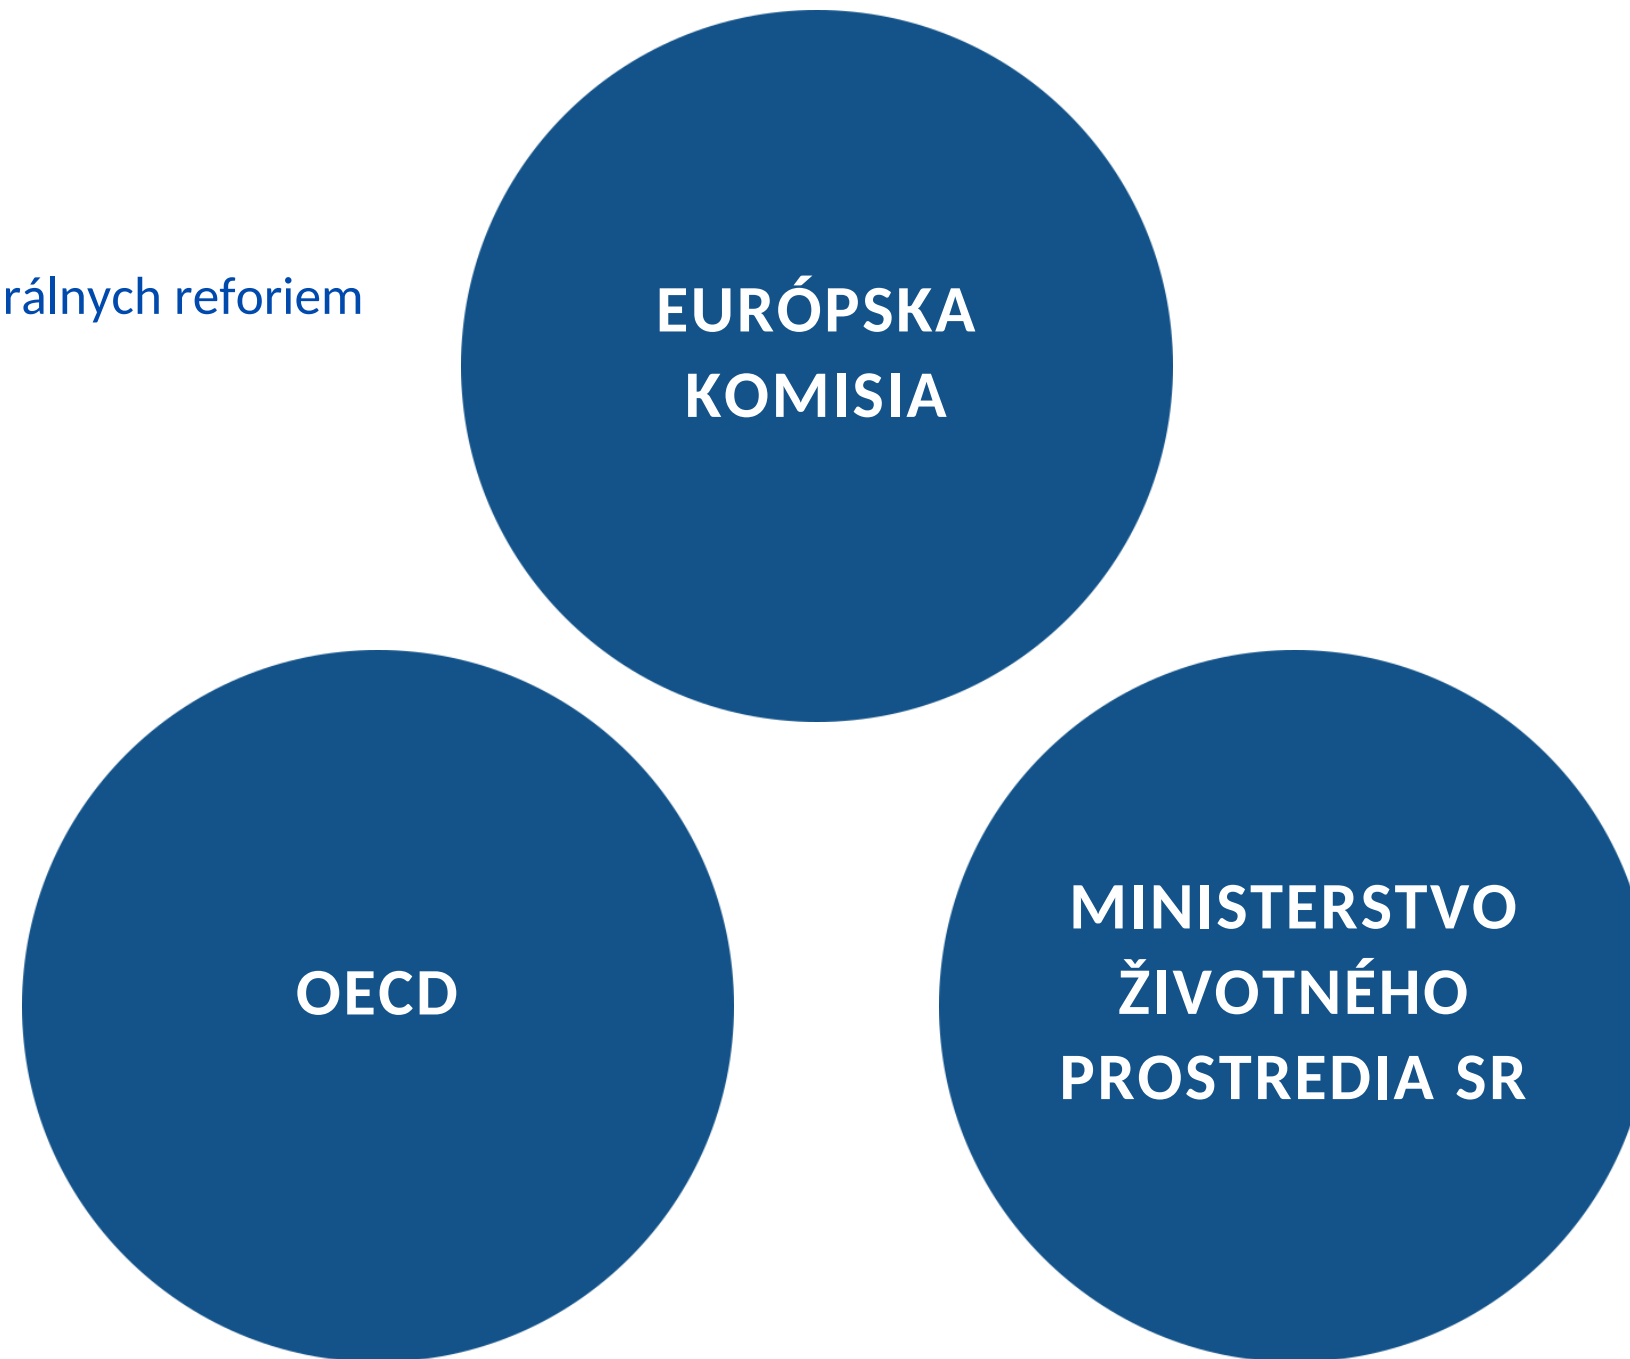 rálnych reforiem
EURÓPSKA
KOMISIA
OECD
MINISTERSTVO
ŽIVOTNÉHO
PROSTREDIA SR